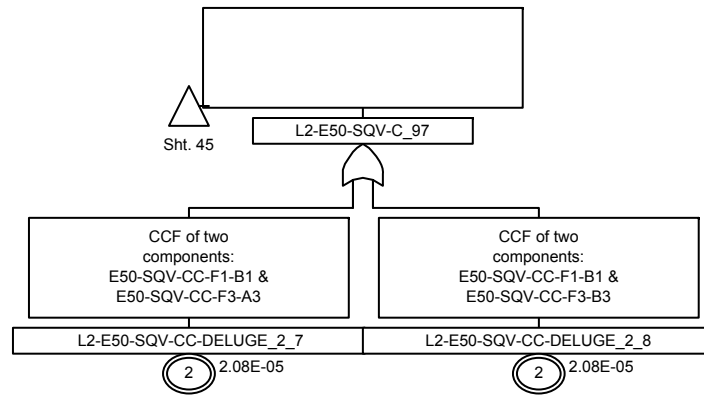 Sht. 45
L2-E50-SQV-C_97
CCF of two
components:
E50-SQV-CC-F1-B1 &
E50-SQV-CC-F3-A3
CCF of two
components:
E50-SQV-CC-F1-B1 &
E50-SQV-CC-F3-B3
L2-E50-SQV-CC-DELUGE_2_7
L2-E50-SQV-CC-DELUGE_2_8
2
2.08E-05
2
2.08E-05